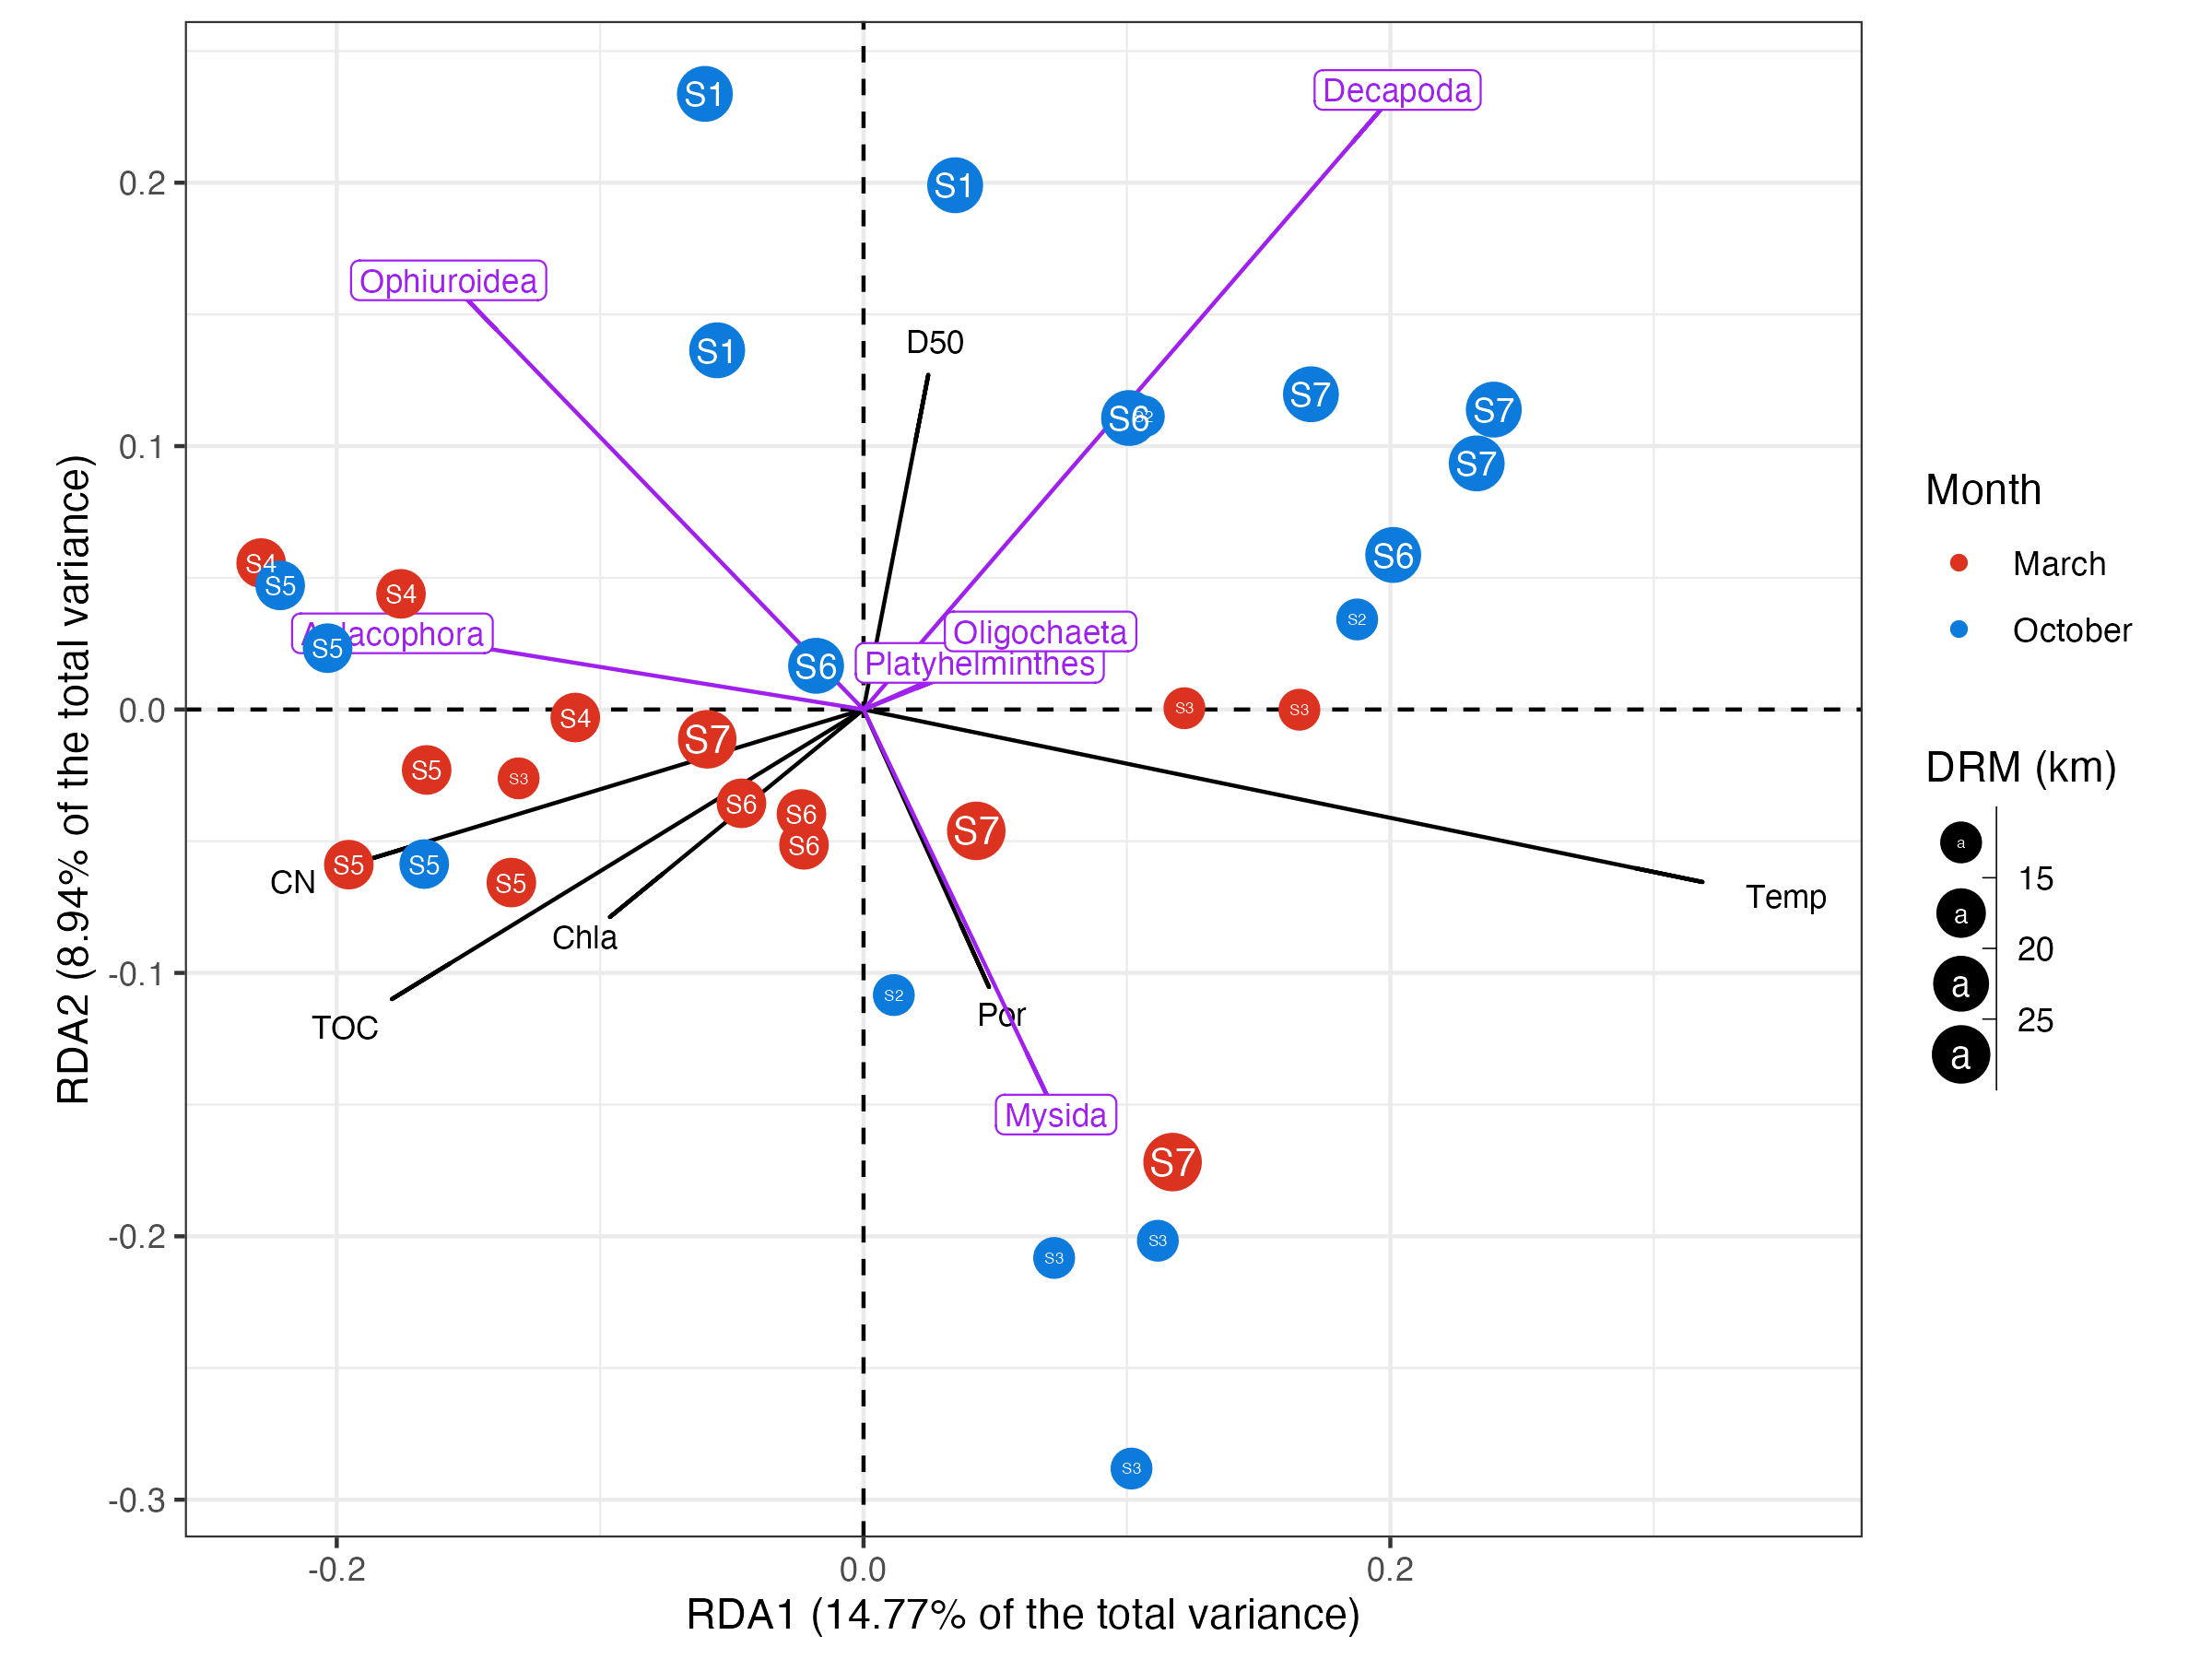 S1
Decapoda
0.2
S1
Ophiuroidea
S1
D50
S7
S7
S6
0.1
S7
S4
S5
S4
S6
S2
Oligochaeta
S5
Platyhelminthes
S6
0.0
S3
S3
S4
S7
S5
S3
S6
S6
S7
S6
S5
S5
S5
CN
Temp
Chla
-0.1
S2
Por
TOC
Mysida
S7
-0.2
S3
S3
S3
-0.3
-0.2
0.0
0.2
RDA1 (14.77% of the total variance)
RDA2 (8.94% of the total variance)
Month
March
October
DRM (km)
a
15
a
20
a
25
a